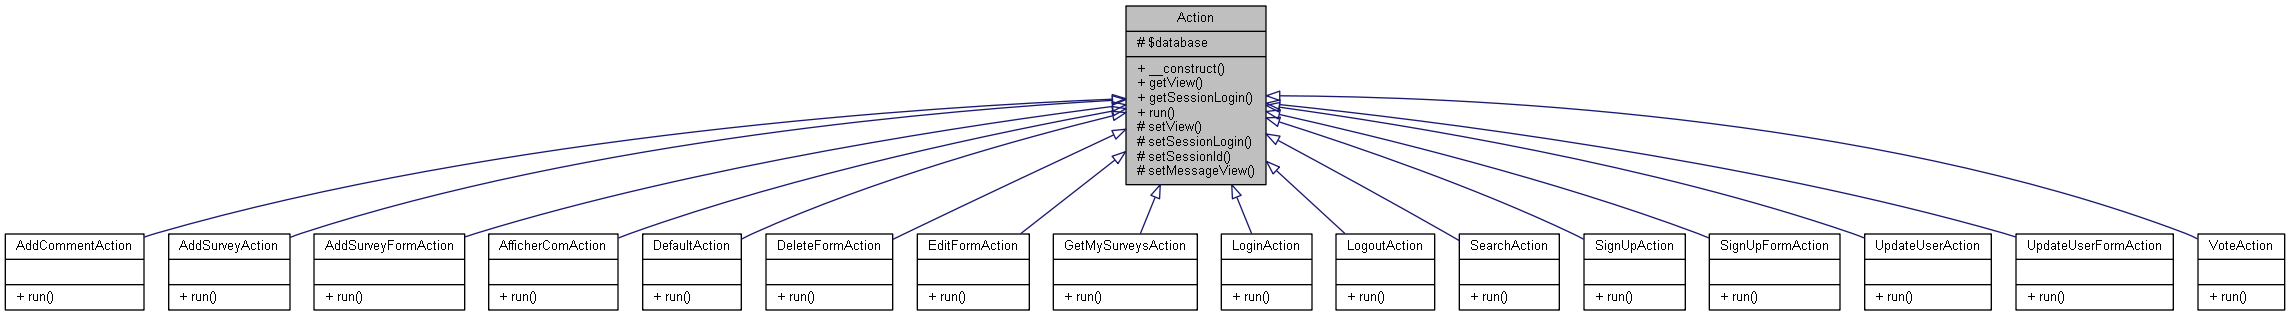 Action
# $database
+ __construct()
+ getView()
+ getSessionLogin()
+ run()
# setView()
# setSessionLogin()
# setSessionId()
# setMessageView()
AddCommentAction
+ run()
AddSurveyAction
+ run()
AddSurveyFormAction
+ run()
AfficherComAction
+ run()
DefaultAction
+ run()
DeleteFormAction
+ run()
EditFormAction
+ run()
GetMySurveysAction
+ run()
LoginAction
+ run()
LogoutAction
+ run()
SearchAction
+ run()
SignUpAction
+ run()
SignUpFormAction
+ run()
UpdateUserAction
+ run()
UpdateUserFormAction
+ run()
VoteAction
+ run()